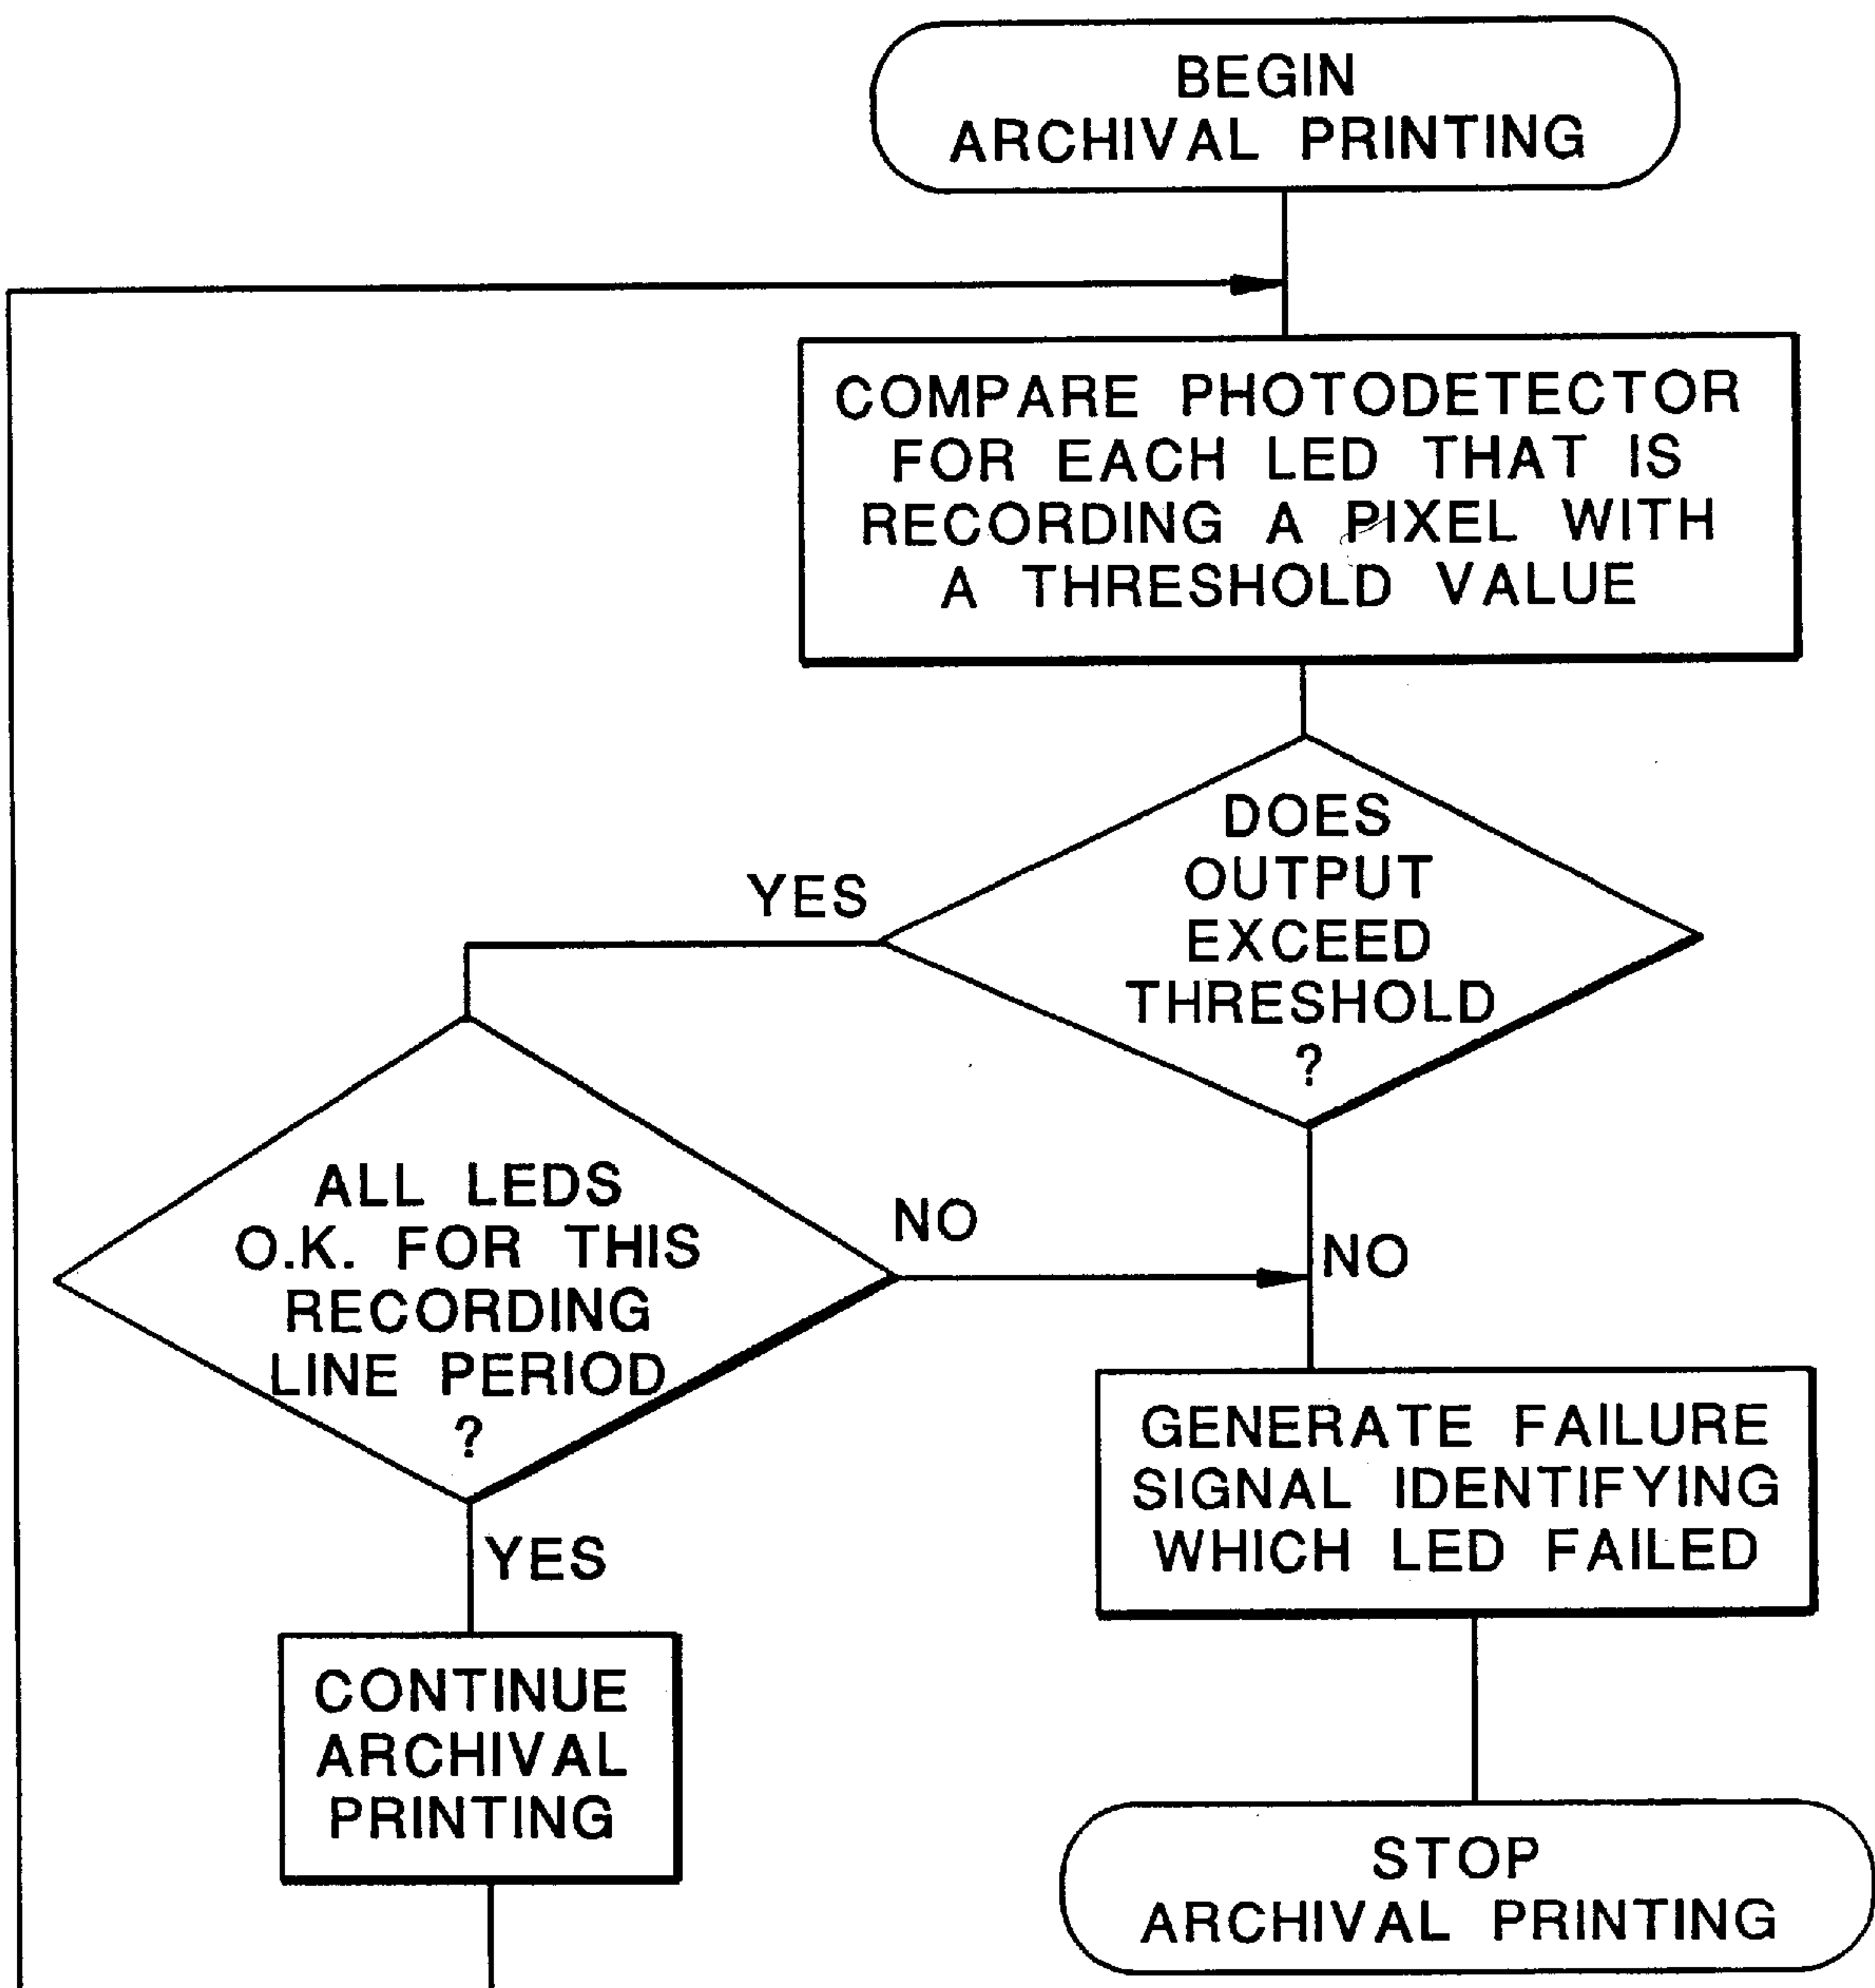 BEGIN
ARCHIVAL PRINTING
COMPARE PHOTODETECTOR
FOR EACH LED THAT IS
RECORDING A PIXEL WITH
A THRESHOLD VALUE
DOES
OUTPUT
EXCEED
THRESHOLD
?
YES
NO
ALL LEDS
O.K. FOR THIS
RECORDING
LINE PERIOD
?
NO
YES
GENERATE FAILURE
SIGNAL IDENTIFYING
WHICH LED FAILED
CONTINUE
ARCHIVAL
PRINTING
STOP
ARCHIVAL PRINTING